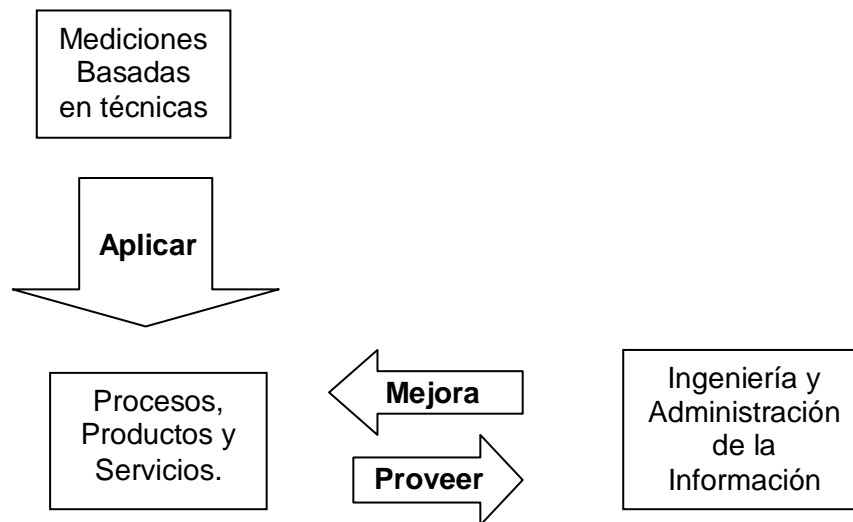 Mediciones
Basadas
en técnicas
Aplicar
Procesos,
Productos y
Servicios.
Mejora
Proveer
Ingeniería y
Administración
de la
Información